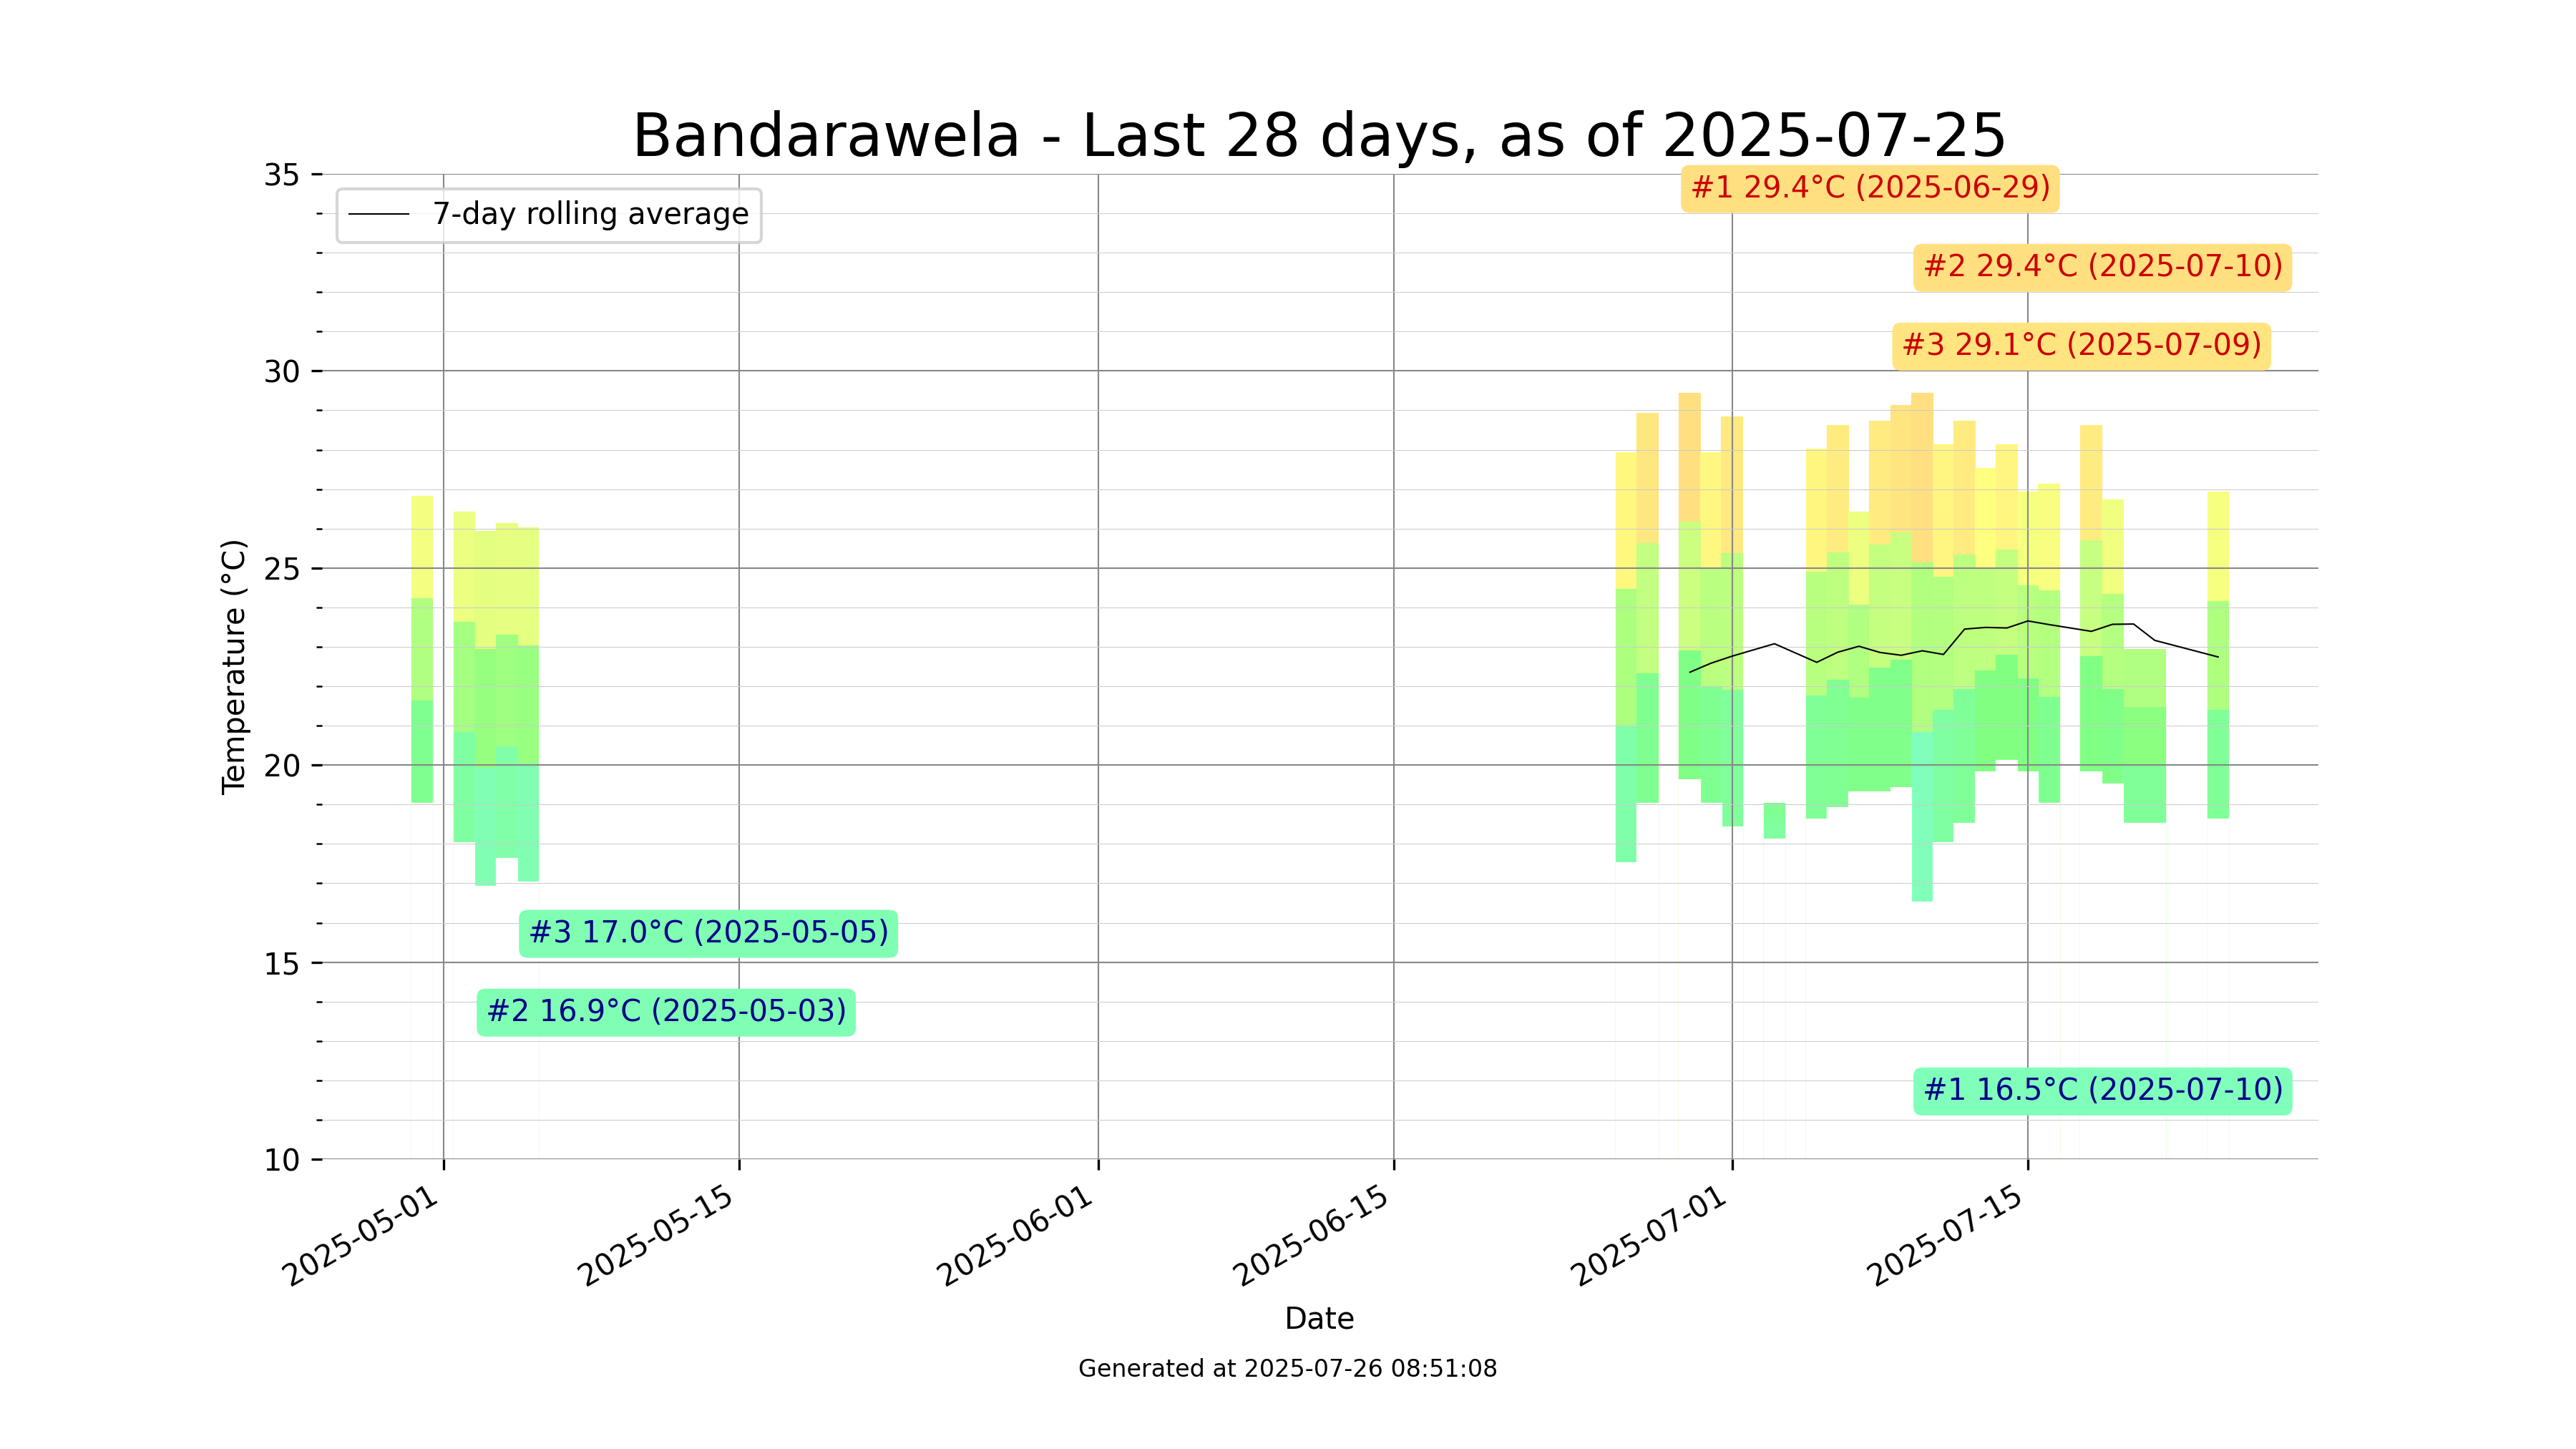 Bandarawela - Last 28 days, as of 2025-07-25
35
7-day rolling average
#1 29.4°C (2025-06-29)
#2 29.4°C (2025-07-10)
#3 29.1°C (2025-07-09)
30
25
Temperature (°C)
20
#3 17.0°C (2025-05-05)
15
#2 16.9°C (2025-05-03)
#1 16.5°C (2025-07-10)
10
2025-05-01
2025-05-15
2025-06-01
2025-06-15
2025-07-01
2025-07-15
Date
Generated at 2025-07-26 08:51:08